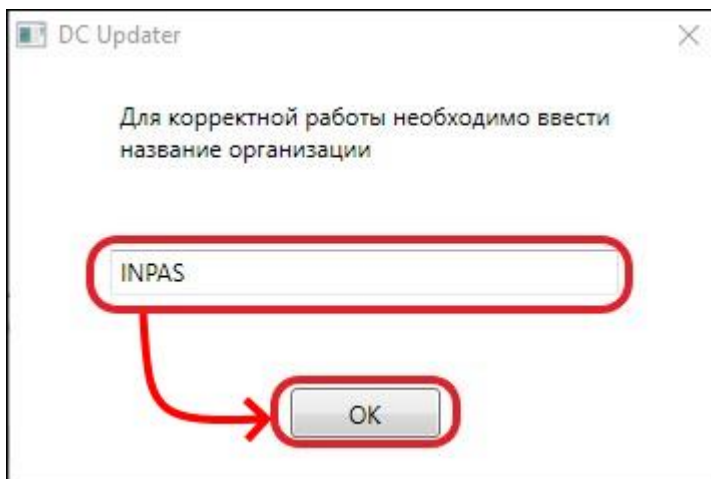 DC Updater
Для корректной работы необходимо ввести
название организации
INPAS
OK